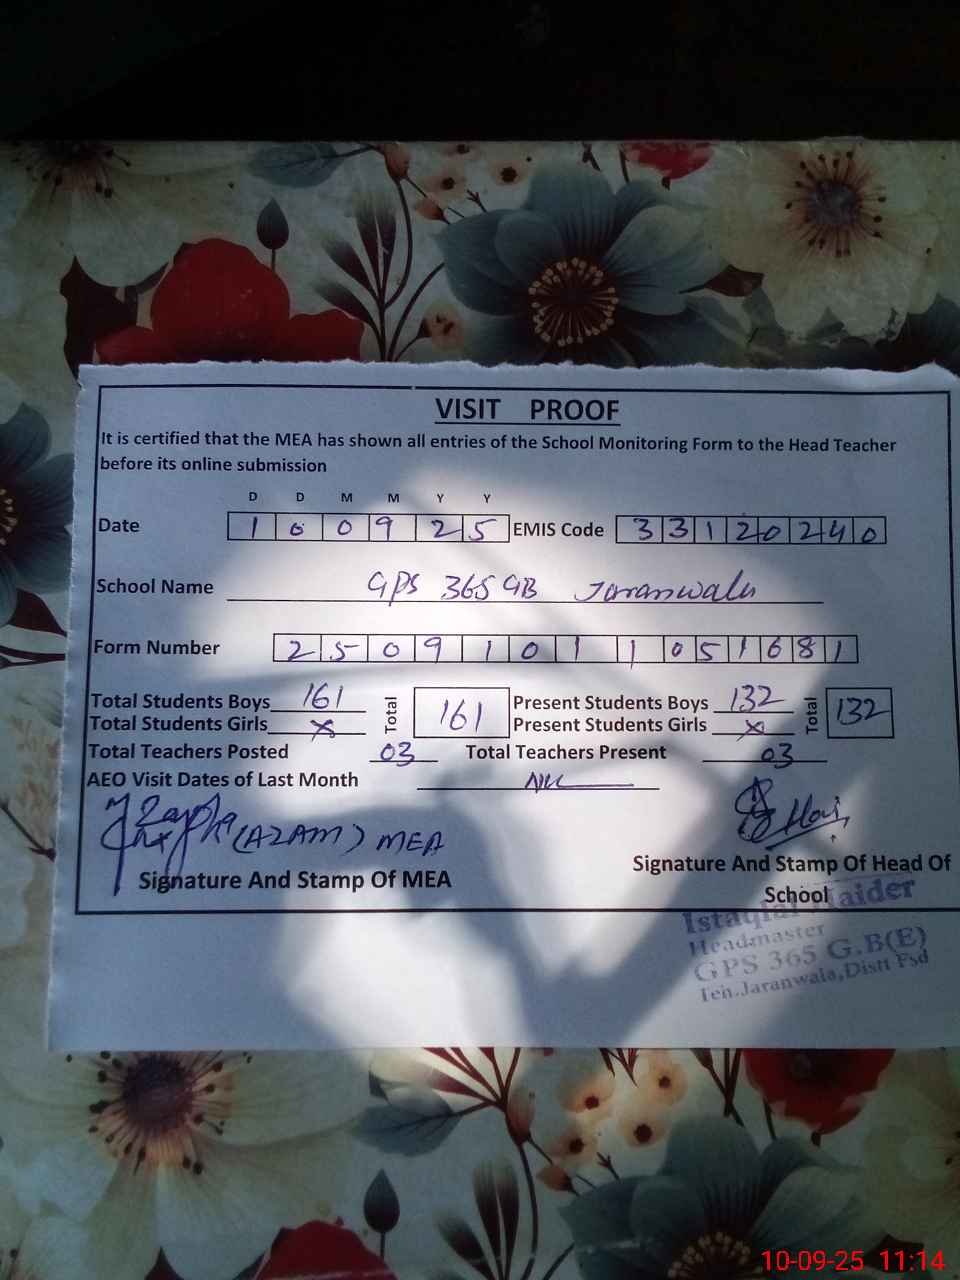 VISIT PROOF
It is certified that the MEA has shown all entries of the School Monitoring Form to the Head Teacher
before its online submission
D D M M Y Y
Date 1 0 0 9 2 5 EMIS Code 3 3 1 2 0 2 4 0
School Name GPS 365 GB Jaranwala
Form Number 2 5 0 9 1 0 1 1 0 5 1 6 8 1
Total Students Boys 161 Total 161 Present Students Boys 132 Total 132
Total Students Girls x Present Students Girls x
Total Teachers Posted 03 Total Teachers Present 03
AEO Visit Dates of Last Month Nil
(AZAM) MEA
Signature And Stamp Of MEA Signature And Stamp Of Head Of
School
Haider
Headmaster
GPS 365 G.B(E)
Teh.Jaranwala,Distt Fsd
10-09-25 11:14